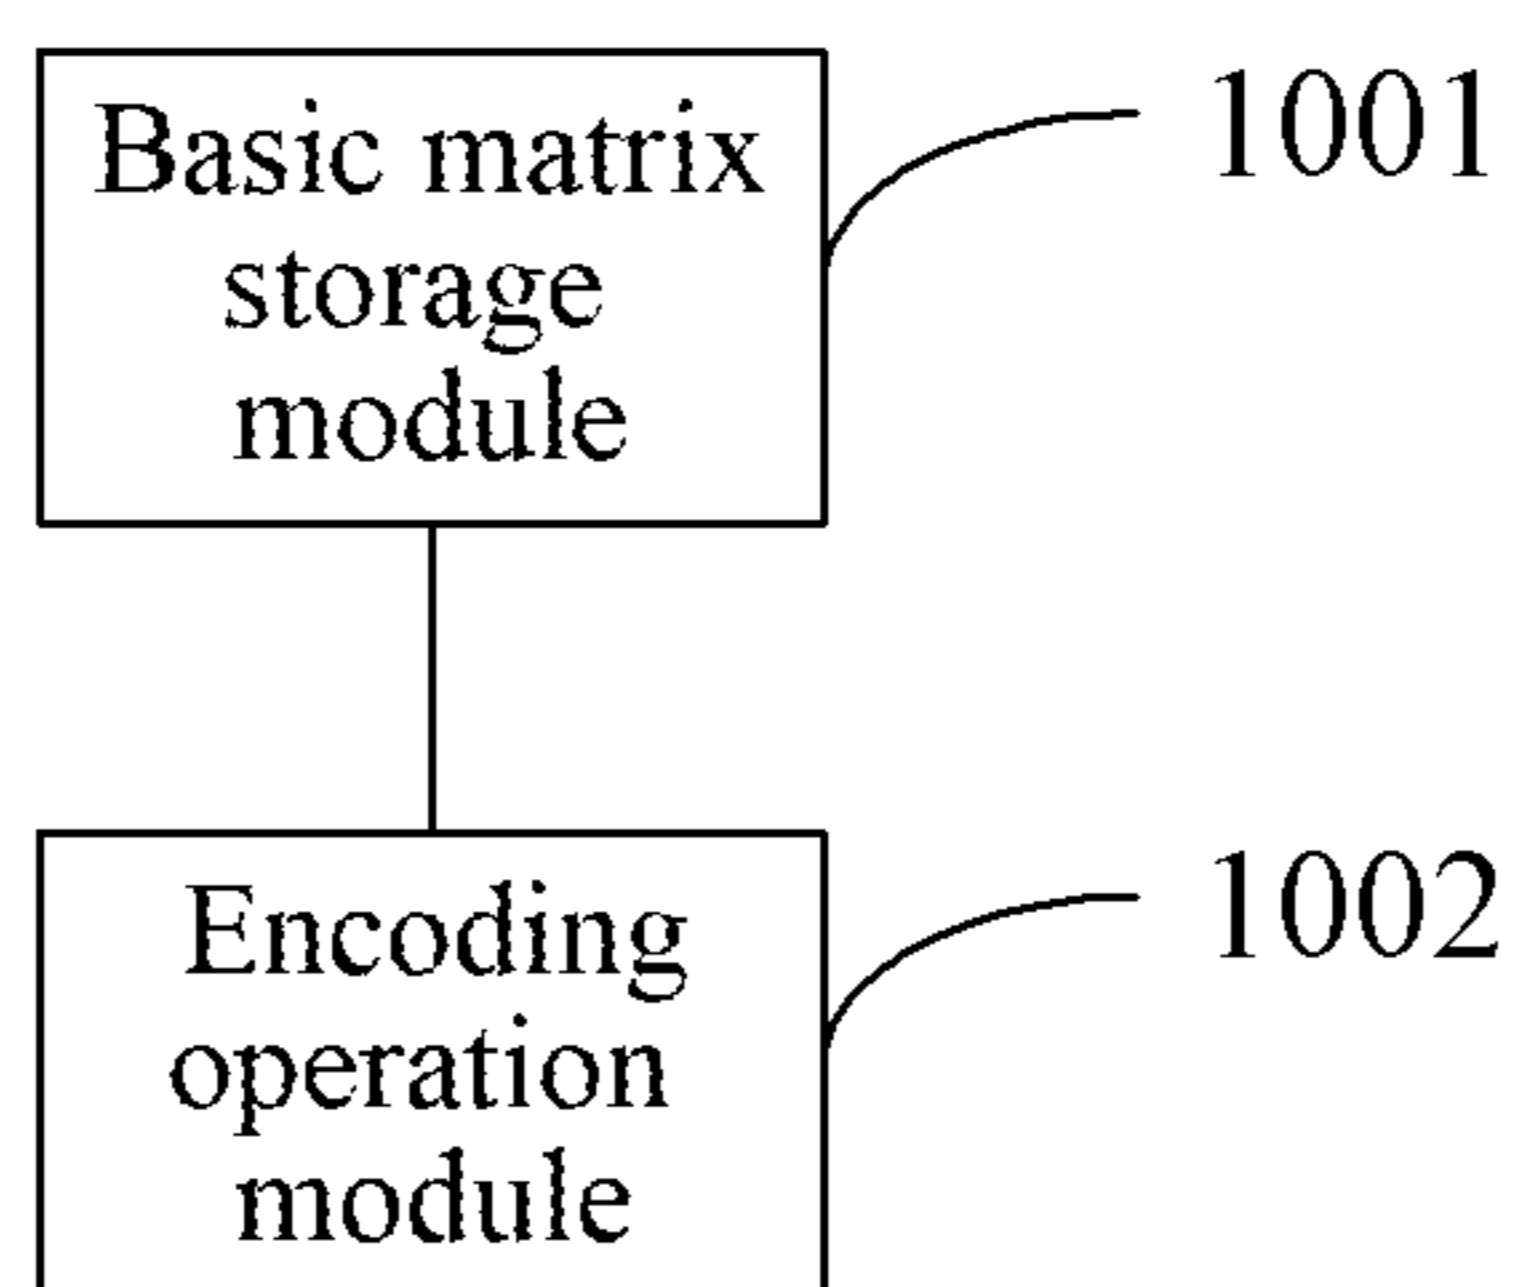 Basic matrix
storage
module
1001
Encoding
operation
module
1002